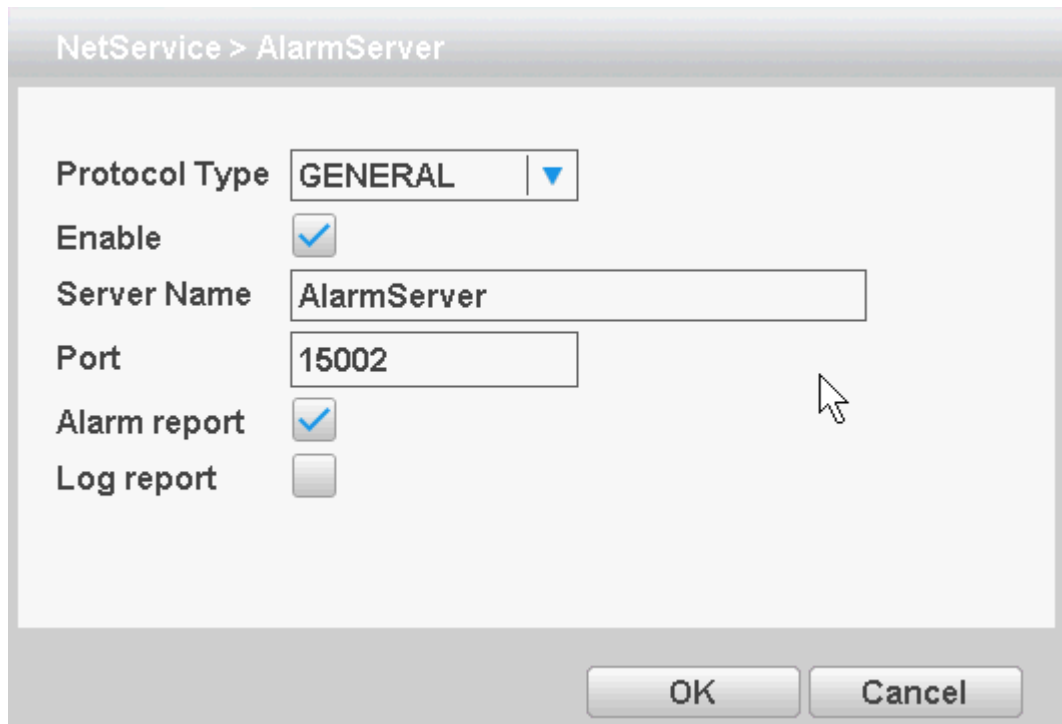 NetService > AlarmServer
Protocol Type GENERAL
Enable
Server Name AlarmServer
Port 15002
Alarm report
Log report
OK Cancel